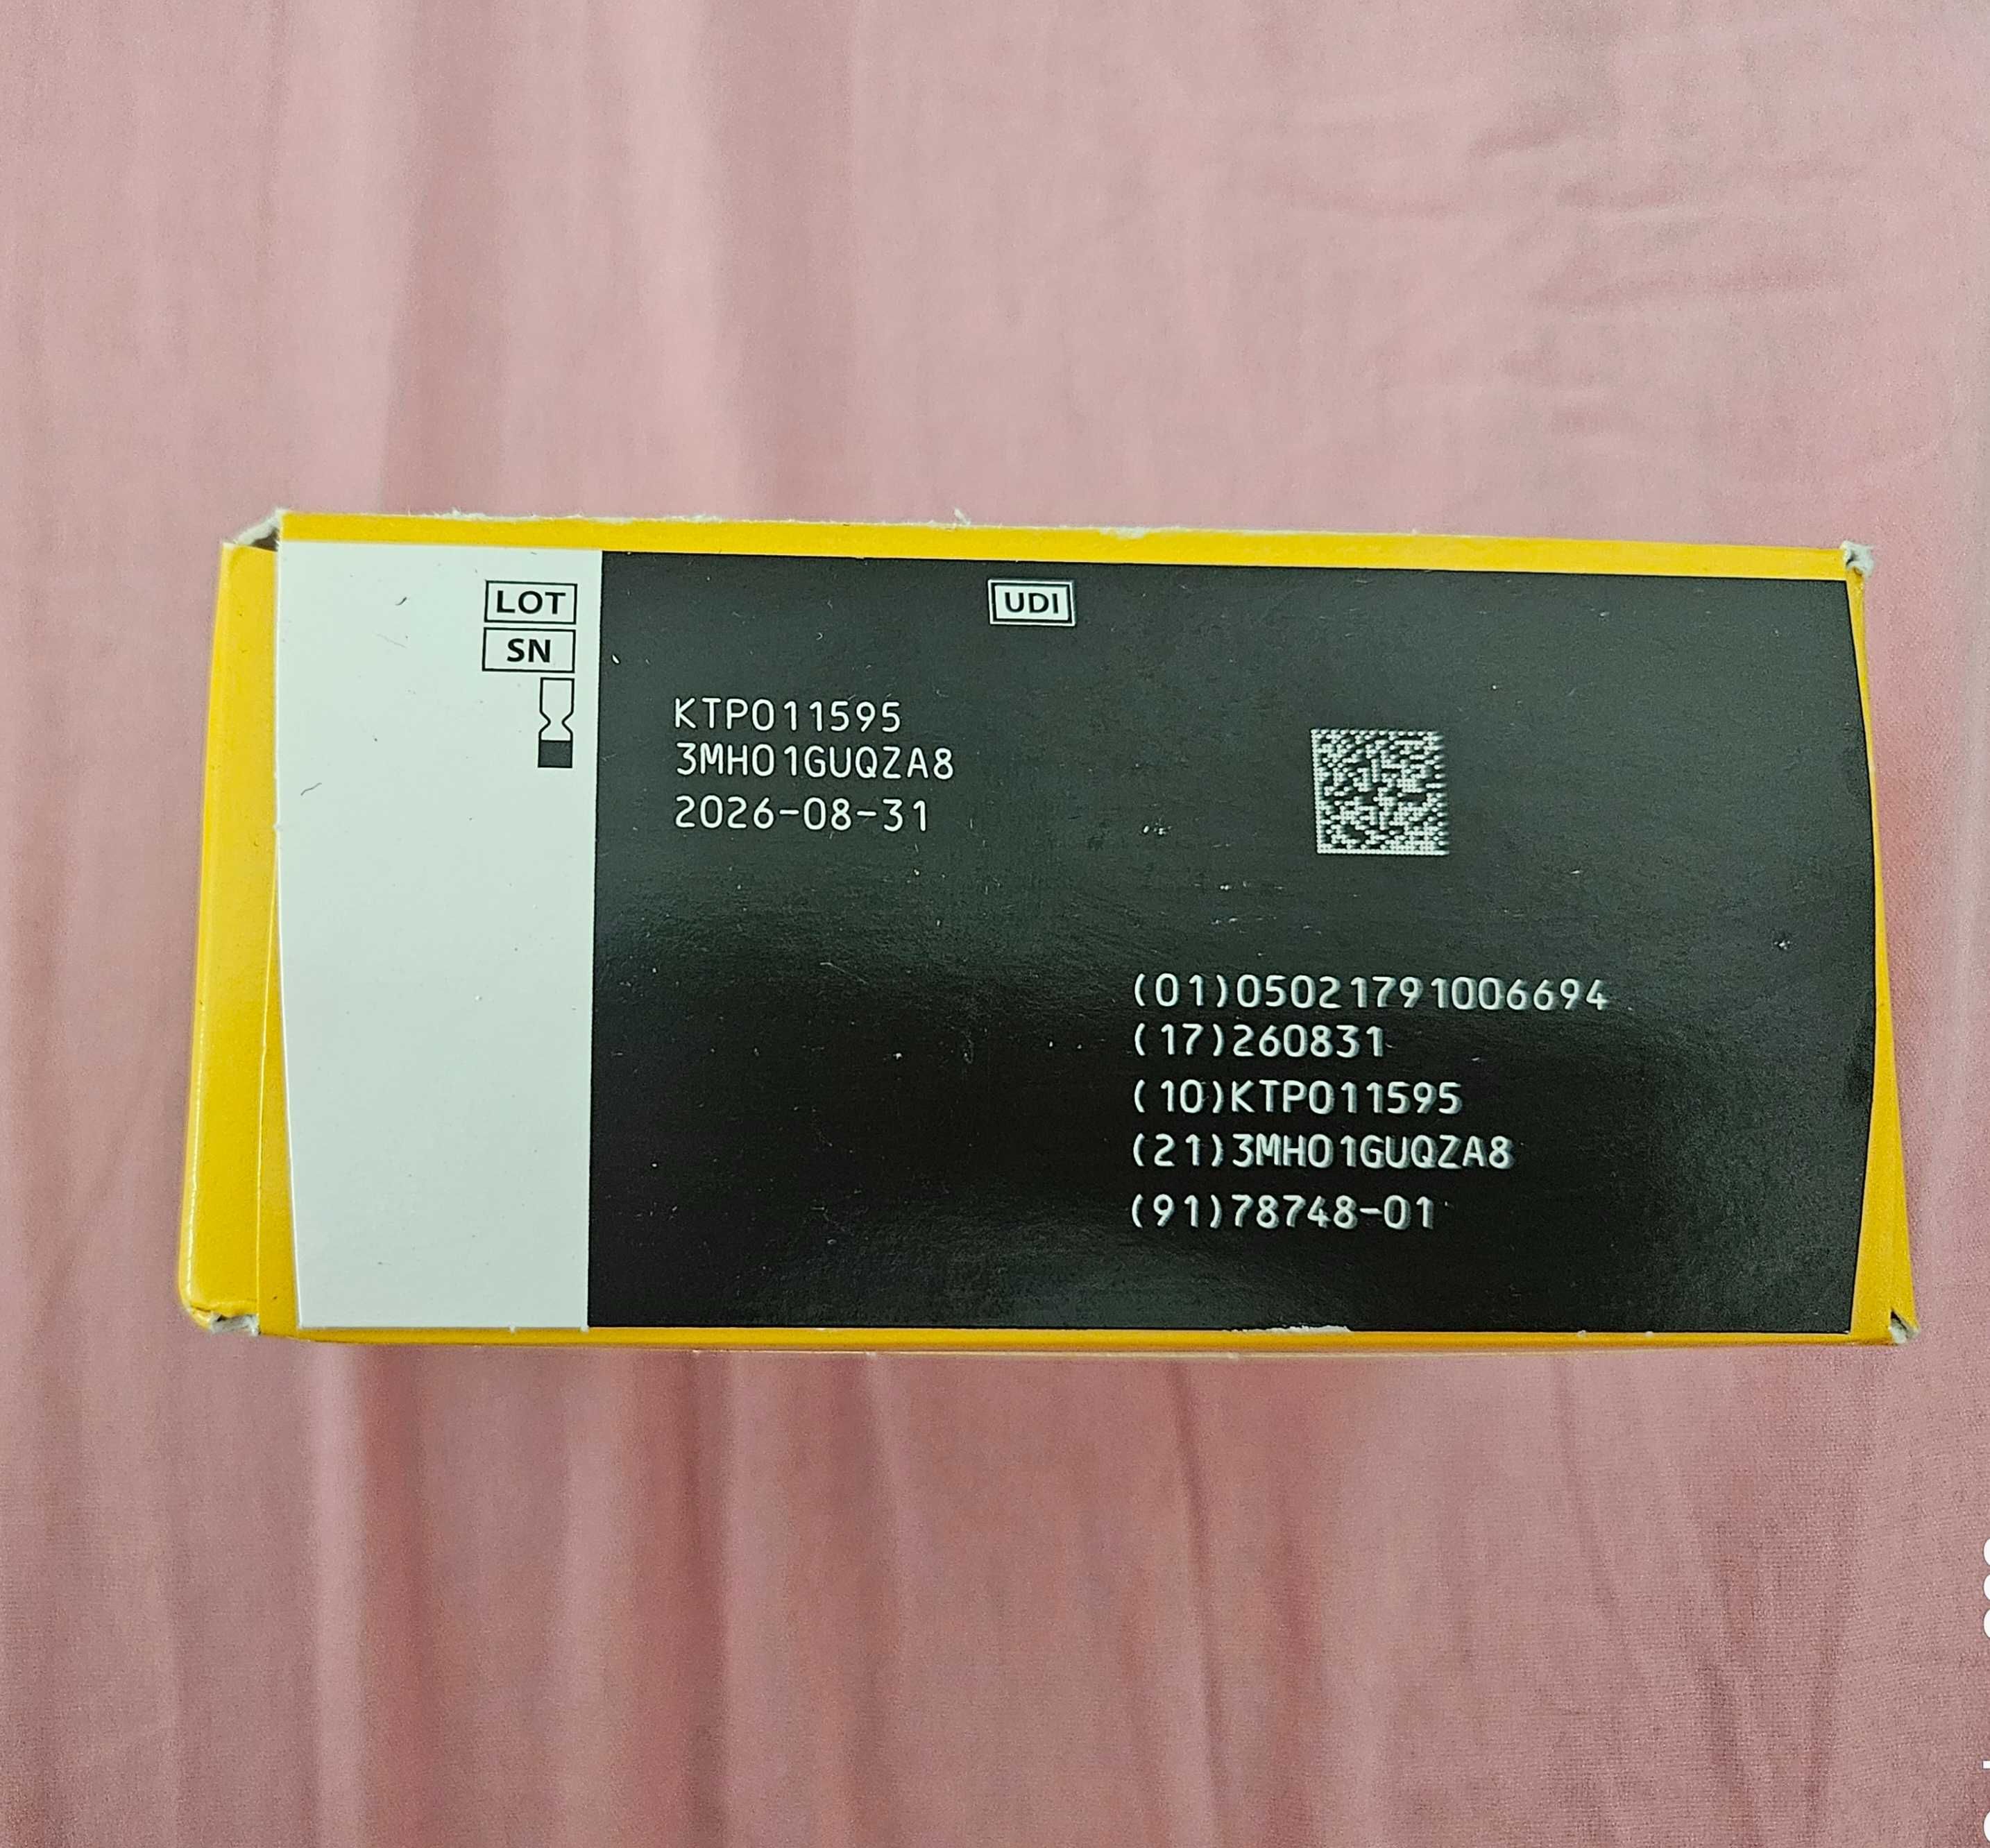 LOT
SN
UDI
KTP011595
3MH01GUQZA8
2026-08-31
(01)05021791006694
(17)260831
(10)KTP011595
(21)3MH01GUQZA8
(91)78748-01